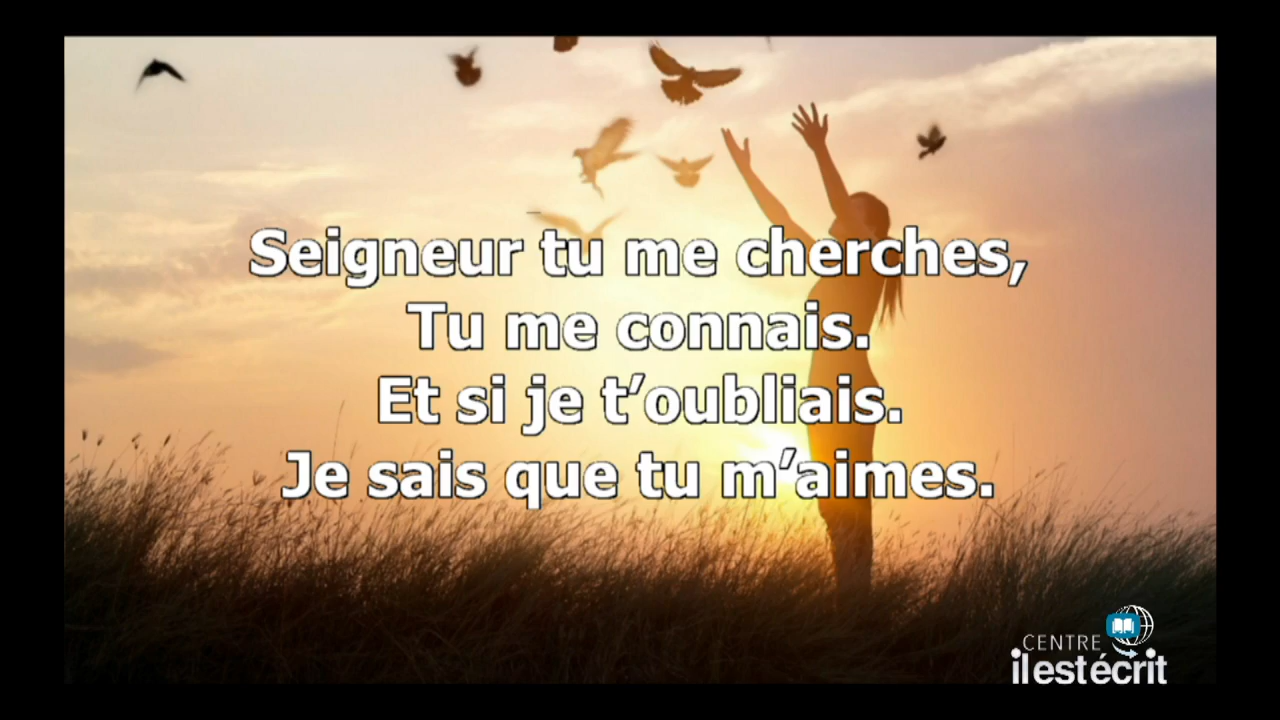 Seigneur tu me cherches,
Tu me connais.
Et si je t’oubliais.
Je sais que tu m’aimes.
CENTRE
ilestécrit